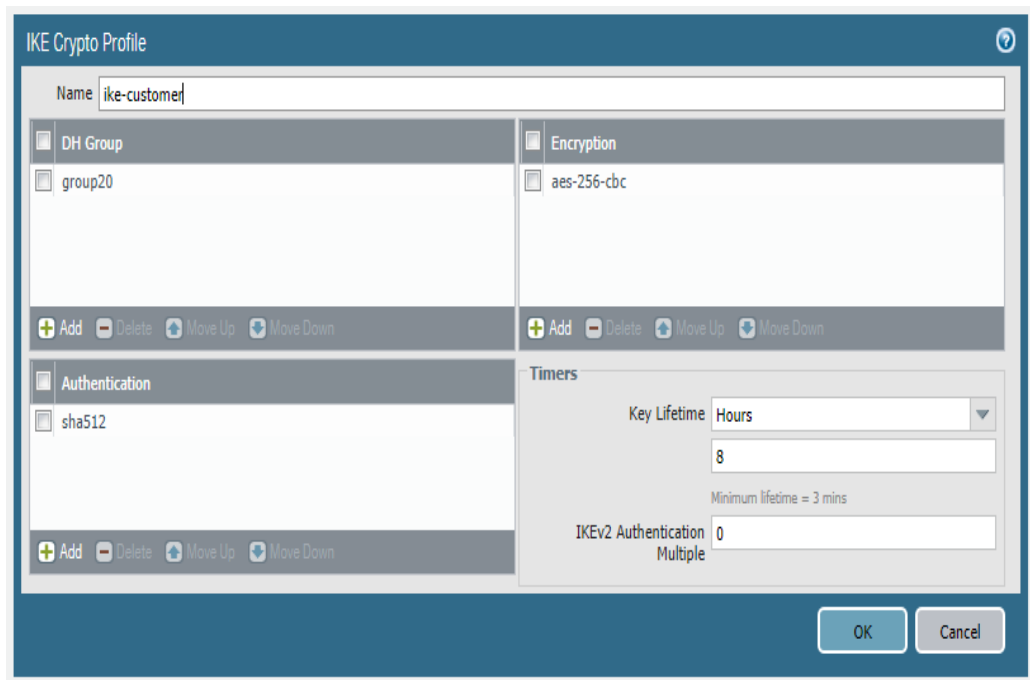 IKE Crypto Profile
Name ike-customer
DH Group
group20
Add Delete Move Up Move Down
Encryption
aes-256-cbc
Add Delete Move Up Move Down
Authentication
sha512
Add Delete Move Up Move Down
Timers
Key Lifetime Hours
8
Minimum lifetime = 3 mins
IKEv2 Authentication Multiple 0
OK Cancel